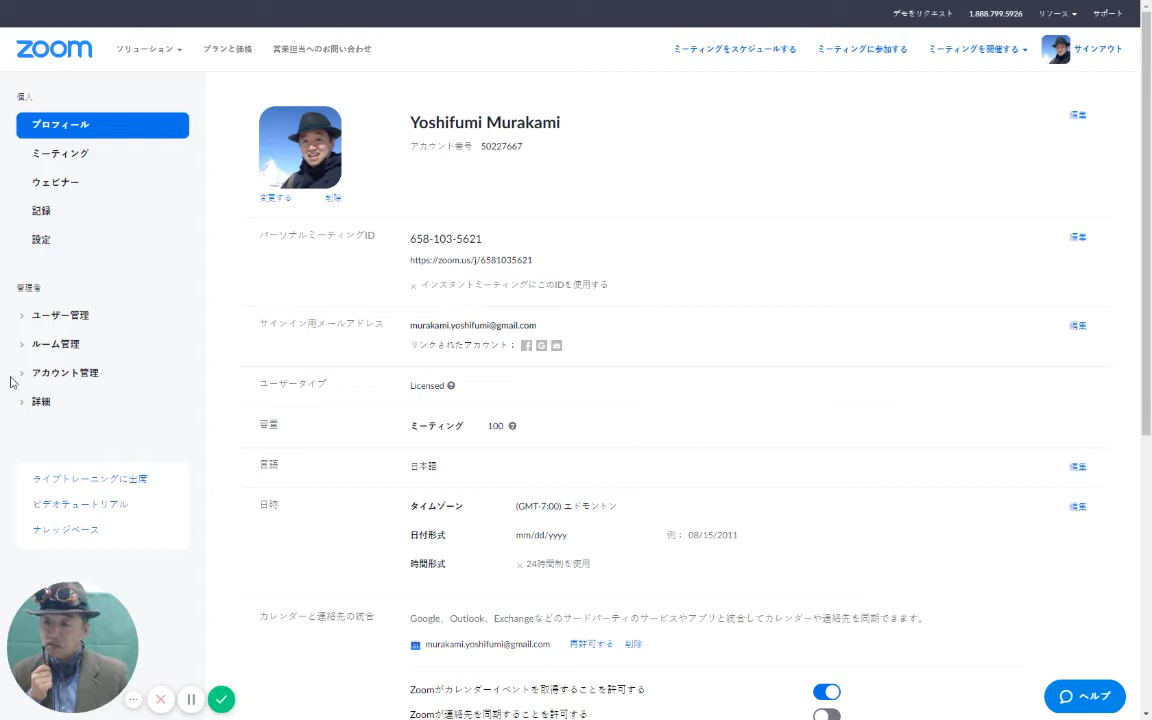 デモをリクエスト 1.888.799.5926 リソース サポート
zoom ソリューション プランと価格 営業担当へのお問い合わせ ミーティングをスケジュールする ミーティングに参加する ミーティングを開催する サインアウト
個人
プロフィール
ミーティング
ウェビナー
記録
設定
管理者
ユーザー管理
ルーム管理
アカウント管理
詳細
ライブトレーニングに出席
ビデオチュートリアル
ナレッジベース
変更する 削除
Yoshifumi Murakami 編集
アカウント番号 50227667
パーソナルミーティングID 658-103-5621 編集
https://zoom.us/j/6581035621
× インスタントミーティングにこのIDを使用する
サインイン用メールアドレス murakami.yoshifumi@gmail.com 編集
リンクされたアカウント：
ユーザータイプ Licensed
容量 ミーティング 100
言語 日本語 編集
日時 タイムゾーン (GMT-7:00) エドモントン 編集
日付形式 mm/dd/yyyy 例： 08/15/2011
時間形式 × 24時間制を使用
カレンダーと連絡先の統合 Google、Outlook、Exchangeなどのサードパーティのサービスやアプリと統合してカレンダーや連絡先を同期できます。
murakami.yoshifumi@gmail.com 再許可する 削除
Zoomがカレンダーイベントを取得することを許可する
Zoomが連絡先を同期することを許可する
ヘルプ